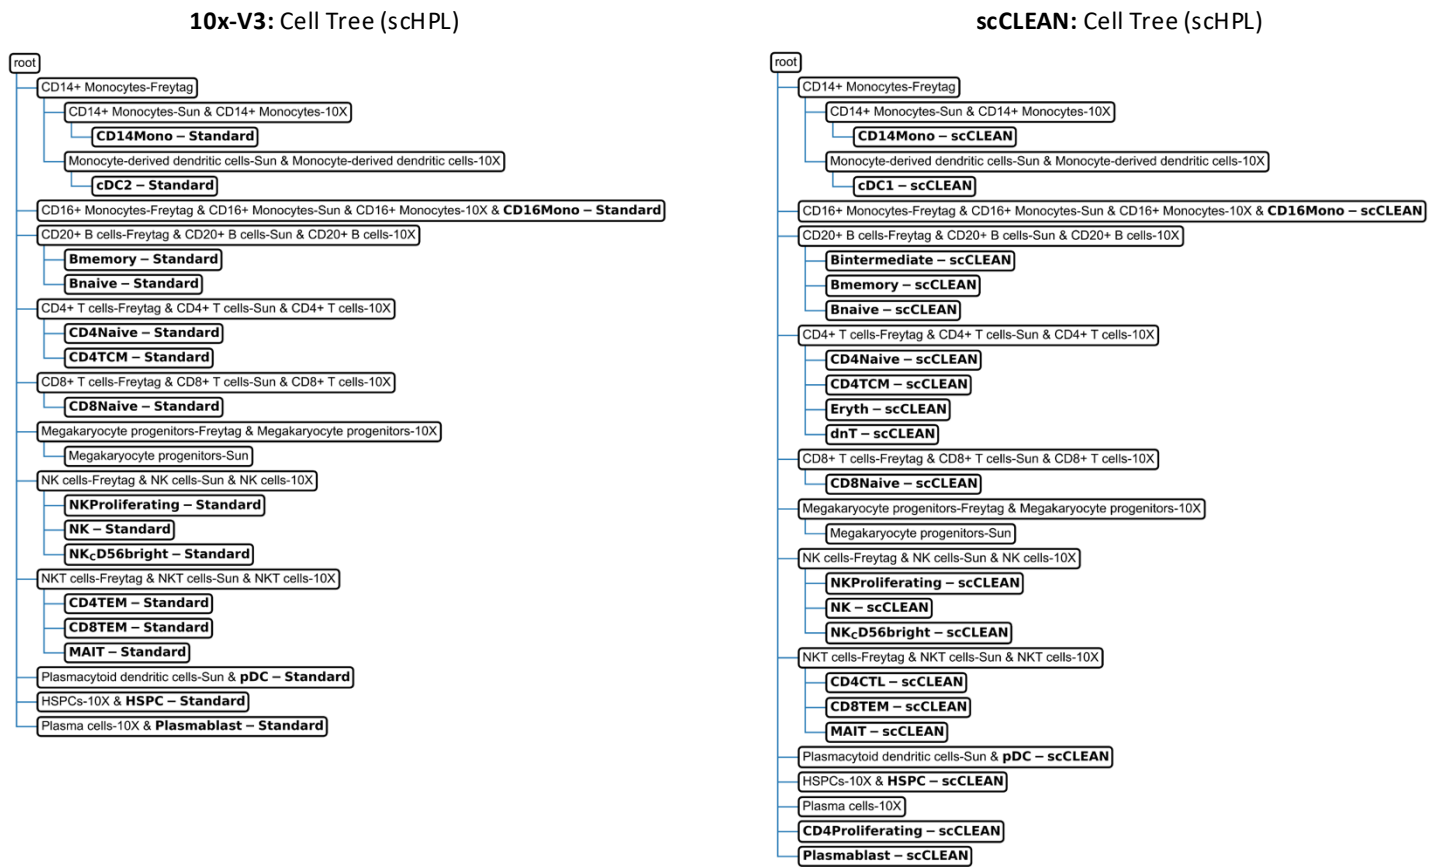 10x-V3: Cell Tree (scHPL)
root
CD14+ Monocytes-Freytag
CD14+ Monocytes-Sun & CD14+ Monocytes-10X
CD14Mono – Standard
Monocyte-derived dendritic cells-Sun & Monocyte-derived dendritic cells-10X
cDC2 – Standard
CD16+ Monocytes-Freytag & CD16+ Monocytes-Sun & CD16+ Monocytes-10X & CD16Mono – Standard
CD20+ B cells-Freytag & CD20+ B cells-Sun & CD20+ B cells-10X
Bmemory – Standard
Bnaive – Standard
CD4+ T cells-Freytag & CD4+ T cells-Sun & CD4+ T cells-10X
CD4Naive – Standard
CD4TCM – Standard
CD8+ T cells-Freytag & CD8+ T cells-Sun & CD8+ T cells-10X
CD8Naive – Standard
Megakaryocyte progenitors-Freytag & Megakaryocyte progenitors-10X
Megakaryocyte progenitors-Sun
NK cells-Freytag & NK cells-Sun & NK cells-10X
NKProliferating – Standard
NK – Standard
NKCD56bright – Standard
NKT cells-Freytag & NKT cells-Sun & NKT cells-10X
CD4TEM – Standard
CD8TEM – Standard
MAIT – Standard
Plasmacytoid dendritic cells-Sun & pDC – Standard
HSPCs-10X & HSPC – Standard
Plasma cells-10X & Plasmablast – Standard
scCLEAN: Cell Tree (scHPL)
root
CD14+ Monocytes-Freytag
CD14+ Monocytes-Sun & CD14+ Monocytes-10X
CD14Mono – scCLEAN
Monocyte-derived dendritic cells-Sun & Monocyte-derived dendritic cells-10X
cDC1 – scCLEAN
CD16+ Monocytes-Freytag & CD16+ Monocytes-Sun & CD16+ Monocytes-10X & CD16Mono – scCLEAN
CD20+ B cells-Freytag & CD20+ B cells-Sun & CD20+ B cells-10X
Bintermediate – scCLEAN
Bmemory – scCLEAN
Bnaive – scCLEAN
CD4+ T cells-Freytag & CD4+ T cells-Sun & CD4+ T cells-10X
CD4Naive – scCLEAN
CD4TCM – scCLEAN
Eryth – scCLEAN
dnT – scCLEAN
CD8+ T cells-Freytag & CD8+ T cells-Sun & CD8+ T cells-10X
CD8Naive – scCLEAN
Megakaryocyte progenitors-Freytag & Megakaryocyte progenitors-10X
Megakaryocyte progenitors-Sun
NK cells-Freytag & NK cells-Sun & NK cells-10X
NKProliferating – scCLEAN
NK – scCLEAN
NKCD56bright – scCLEAN
NKT cells-Freytag & NKT cells-Sun & NKT cells-10X
CD4CTL – scCLEAN
CD8TEM – scCLEAN
MAIT – scCLEAN
Plasmacytoid dendritic cells-Sun & pDC – scCLEAN
HSPCs-10X & HSPC – scCLEAN
Plasma cells-10X
CD4Proliferating – scCLEAN
Plasmablast – scCLEAN